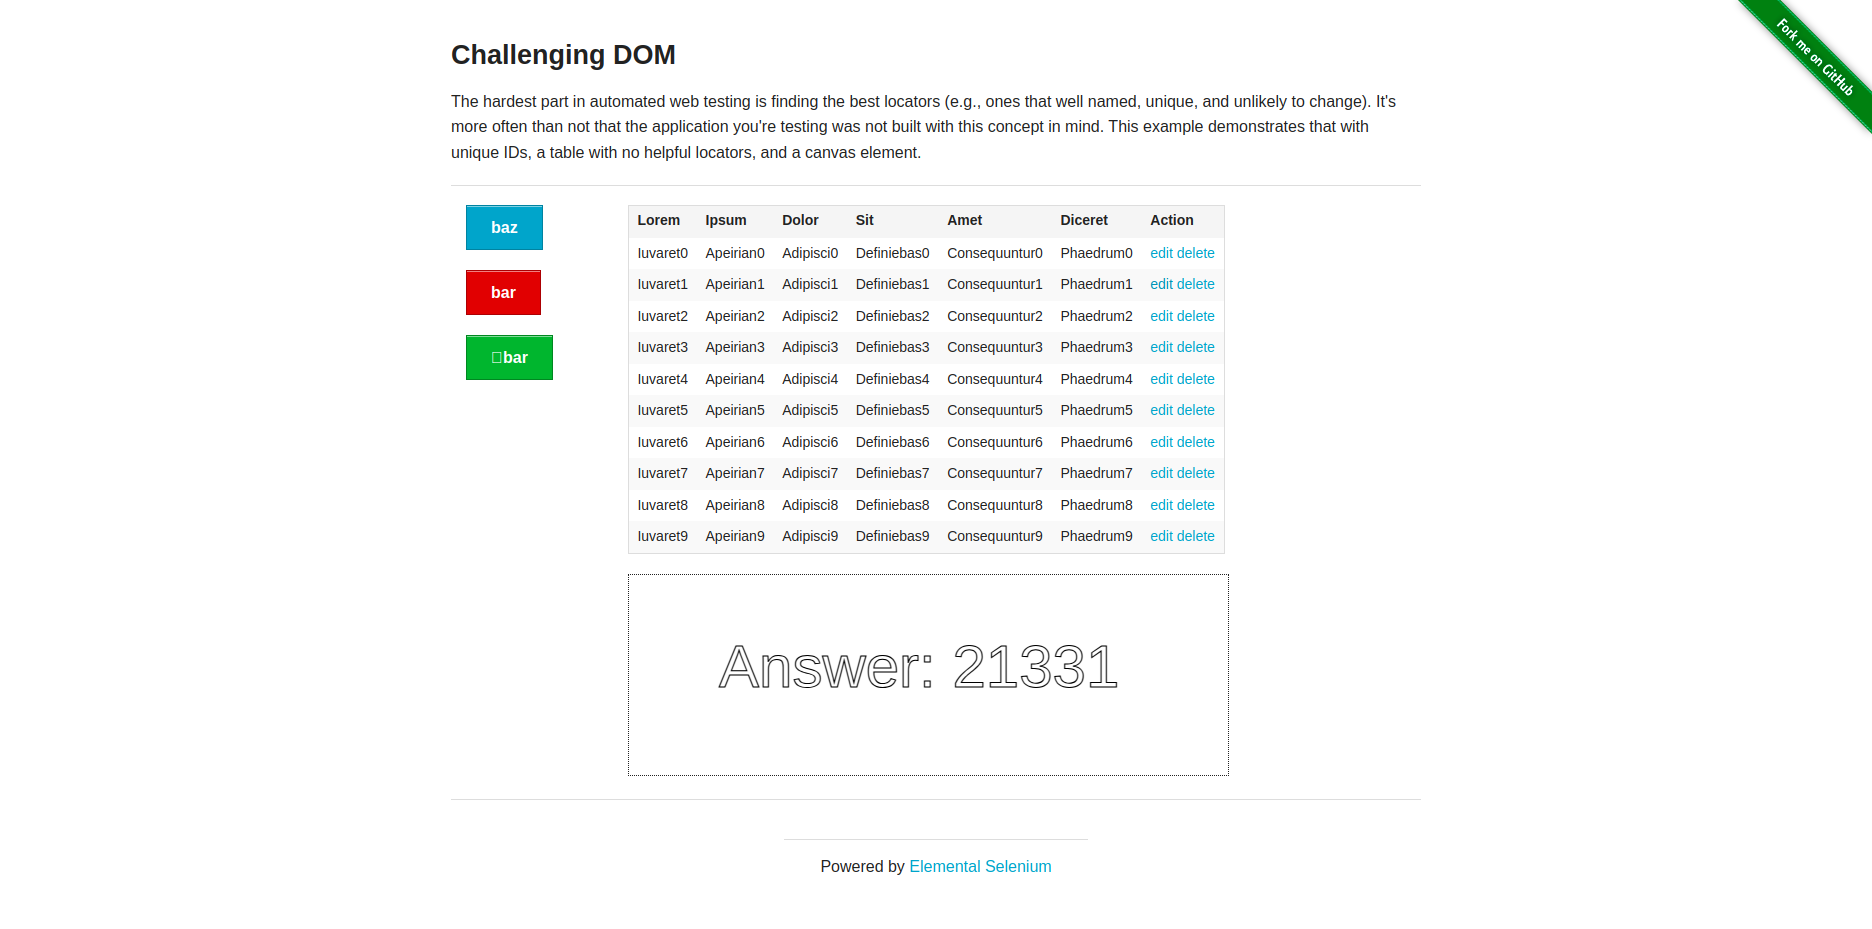 Fork me on GitHub
Challenging DOM
The hardest part in automated web testing is finding the best locators (e.g., ones that well named, unique, and unlikely to change). It's
more often than not that the application you're testing was not built with this concept in mind. This example demonstrates that with
unique IDs, a table with no helpful locators, and a canvas element.
baz
bar
bar
Lorem Ipsum Dolor Sit Amet Diceret Action
Iuvaret0 Apeirian0 Adipisci0 Definiebas0 Consequuntur0 Phaedrum0 edit delete
Iuvaret1 Apeirian1 Adipisci1 Definiebas1 Consequuntur1 Phaedrum1 edit delete
Iuvaret2 Apeirian2 Adipisci2 Definiebas2 Consequuntur2 Phaedrum2 edit delete
Iuvaret3 Apeirian3 Adipisci3 Definiebas3 Consequuntur3 Phaedrum3 edit delete
Iuvaret4 Apeirian4 Adipisci4 Definiebas4 Consequuntur4 Phaedrum4 edit delete
Iuvaret5 Apeirian5 Adipisci5 Definiebas5 Consequuntur5 Phaedrum5 edit delete
Iuvaret6 Apeirian6 Adipisci6 Definiebas6 Consequuntur6 Phaedrum6 edit delete
Iuvaret7 Apeirian7 Adipisci7 Definiebas7 Consequuntur7 Phaedrum7 edit delete
Iuvaret8 Apeirian8 Adipisci8 Definiebas8 Consequuntur8 Phaedrum8 edit delete
Iuvaret9 Apeirian9 Adipisci9 Definiebas9 Consequuntur9 Phaedrum9 edit delete
Answer: 21331
Powered by Elemental Selenium